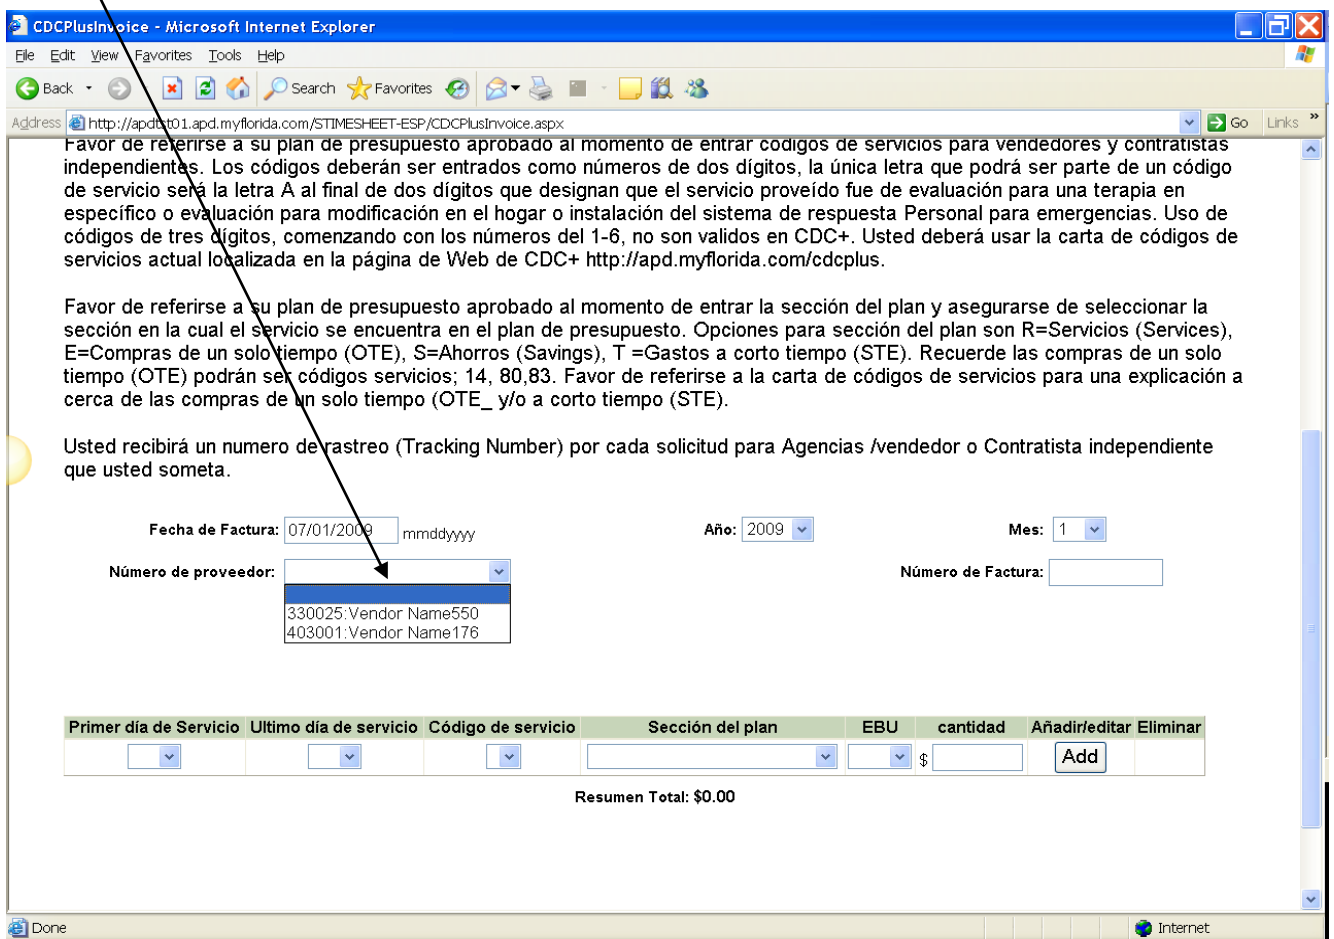 CDCPlusInvoice - Microsoft Internet Explorer
File Edit View Favorites Tools Help
Back Search Favorites
Address http://apdtst01.apd.myflorida.com/STIMESHEET-ESP/CDCPlusInvoice.aspx Go Links »
Favor de referirse a su plan de presupuesto aprobado al momento de entrar codigos de servicios para vendedores y contratistas
independientes. Los códigos deberán ser entrados como números de dos dígitos, la única letra que podrá ser parte de un código
de servicio será la letra A al final de dos dígitos que designan que el servicio proveído fue de evaluación para una terapia en
específico o evaluación para modificación en el hogar o instalación del sistema de respuesta Personal para emergencias. Uso de
códigos de tres dígitos, comenzando con los números del 1-6, no son validos en CDC+. Usted deberá usar la carta de códigos de
servicios actual localizada en la página de Web de CDC+ http://apd.myflorida.com/cdcplus.
Favor de referirse a su plan de presupuesto aprobado al momento de entrar la sección del plan y asegurarse de seleccionar la
sección en la cual el servicio se encuentra en el plan de presupuesto. Opciones para sección del plan son R=Servicios (Services),
E=Compras de un solo tiempo (OTE), S=Ahorros (Savings), T =Gastos a corto tiempo (STE). Recuerde las compras de un solo
tiempo (OTE) podrán ser códigos servicios; 14, 80,83. Favor de referirse a la carta de códigos de servicios para una explicación a
cerca de las compras de un solo tiempo (OTE_ y/o a corto tiempo (STE).
Usted recibirá un numero de rastreo (Tracking Number) por cada solicitud para Agencias /vendedor o Contratista independiente
que usted someta.
Fecha de Factura: 07/01/2009 mmddyyyy Año: 2009 Mes: 1
Número de proveedor: Número de Factura:
330025:Vendor Name550
403001:Vendor Name176
Primer día de Servicio Ultimo día de servicio Código de servicio Sección del plan EBU cantidad Añadir/editar Eliminar
$ Add
Resumen Total: $0.00
Done Internet